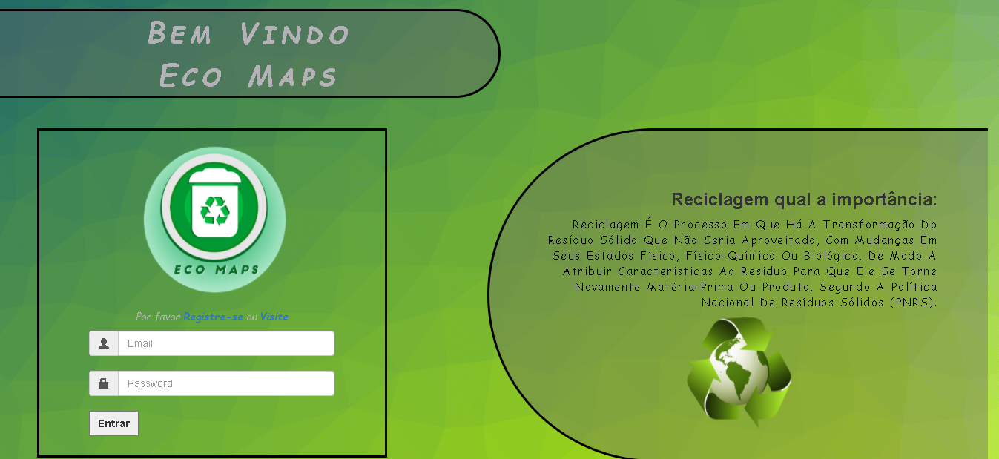 Bem Vindo
Eco Maps
ECO MAPS
Por favor Registre-se ou Visite
Email
Password
Entrar
Reciclagem qual a importância:
Reciclagem É O Processo Em Que Há A Transformação Do
Resíduo Sólido Que Não Seria Aproveitado, Com Mudanças Em
Seus Estados Físico, Físico-Químico Ou Biológico, De Modo A
Atribuir Características Ao Resíduo Para Que Ele Se Torne
Novamente Matéria-Prima Ou Produto, Segundo A Política
Nacional De Resíduos Sólidos (PNRS).